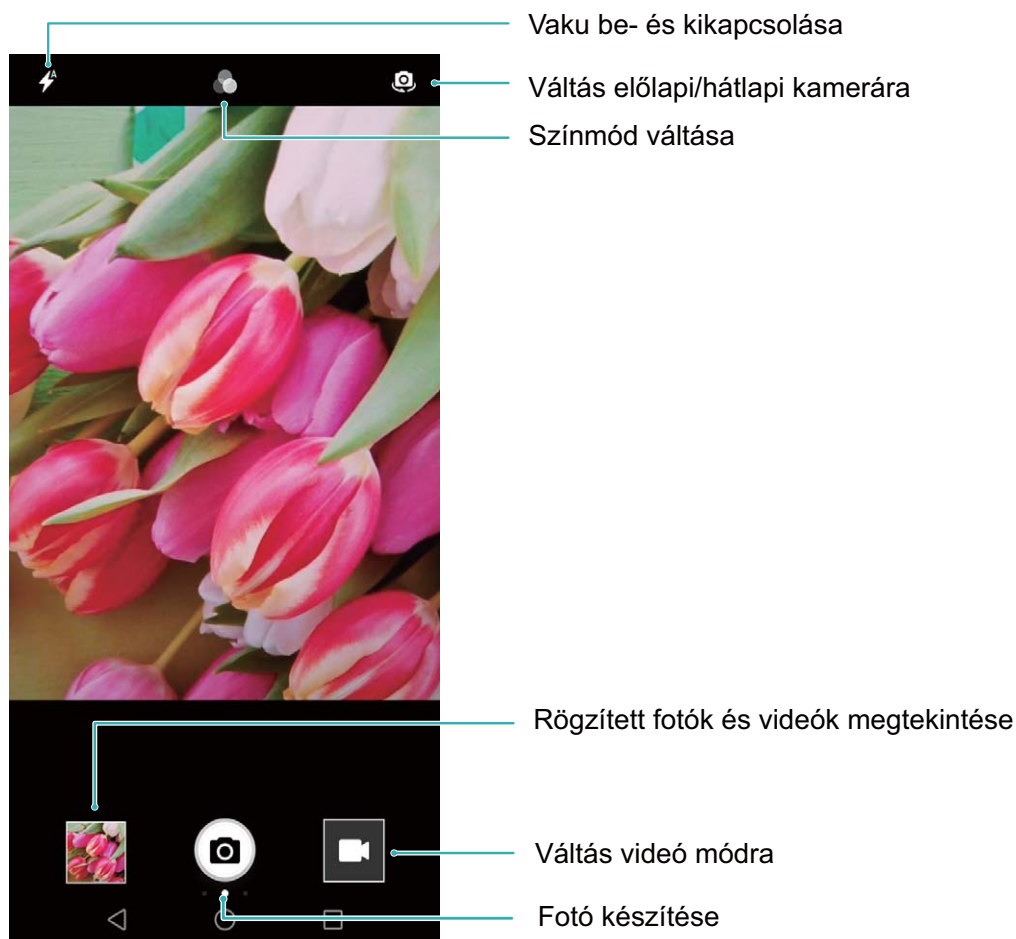 Vaku be- és kikapcsolása
A
Váltás előlapi/hátlapi kamerára
Színmód váltása
Rögzített fotók és videók megtekintése
Váltás videó módra
Fotó készítése